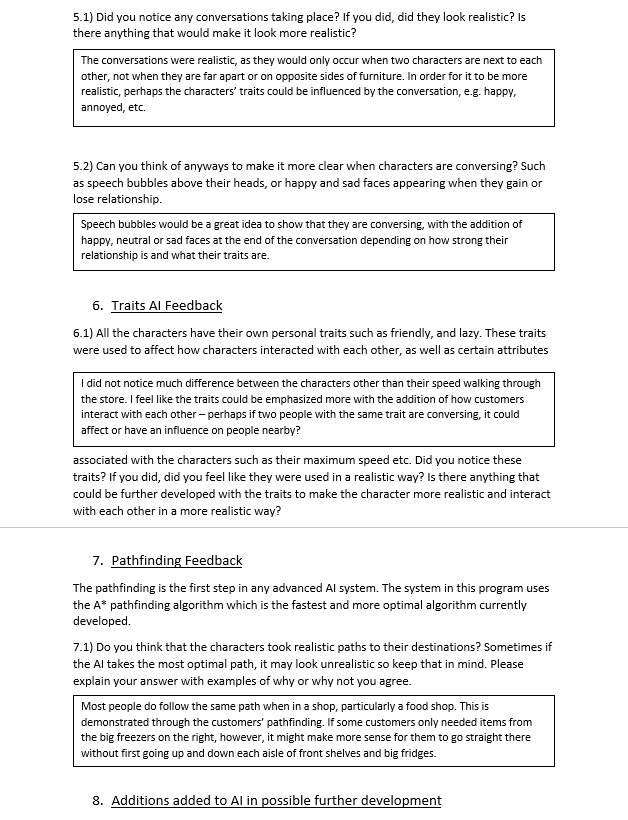 5.1) Did you notice any conversations taking place? If you did, did they look realistic? Is
there anything that would make it look more realistic?
The conversations were realistic, as they would only occur when two characters are next to each
other, not when they are far apart or on opposite sides of furniture. In order for it to be more
realistic, perhaps the characters' traits could be influenced by the conversation, e.g. happy,
annoyed, etc.
5.2) Can you think of anyways to make it more clear when characters are conversing? Such
as speech bubbles above their heads, or happy and sad faces appearing when they gain or
lose relationship.
Speech bubbles would be a great idea to show that they are conversing, with the addition of
happy, neutral or sad faces at the end of the conversation depending on how strong their
relationship is and what their traits are.
6. Traits AI Feedback
6.1) All the characters have their own personal traits such as friendly, and lazy. These traits
were used to affect how characters interacted with each other, as well as certain attributes
I did not notice much difference between the characters other than their speed walking through
the store. I feel like the traits could be emphasized more with the addition of how customers
interact with each other – perhaps if two people with the same trait are conversing, it could
affect or have an influence on people nearby?
associated with the characters such as their maximum speed etc. Did you notice these
traits? If you did, did you feel like they were used in a realistic way? Is there anything that
could be further developed with the traits to make the character more realistic and interact
with each other in a more realistic way?
7. Pathfinding Feedback
The pathfinding is the first step in any advanced AI system. The system in this program uses
the A* pathfinding algorithm which is the fastest and more optimal algorithm currently
developed.
7.1) Do you think that the characters took realistic paths to their destinations? Sometimes if
the AI takes the most optimal path, it may look unrealistic so keep that in mind. Please
explain your answer with examples of why or why not you agree.
Most people do follow the same path when in a shop, particularly a food shop. This is
demonstrated through the customers' pathfinding. If some customers only needed items from
the big freezers on the right, however, it might make more sense for them to go straight there
without first going up and down each aisle of front shelves and big fridges.
8. Additions added to AI in possible further development